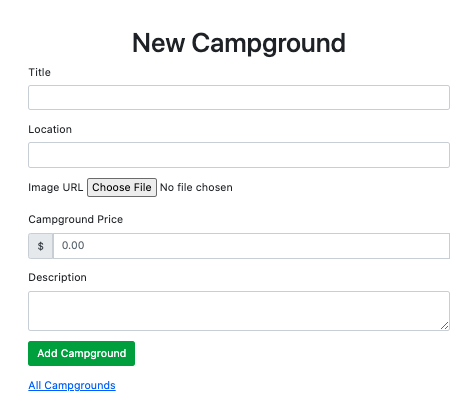 New Campground
Title
Location
Image URL Choose File No file chosen
Campground Price
$ 0.00
Description
Add Campground
All Campgrounds